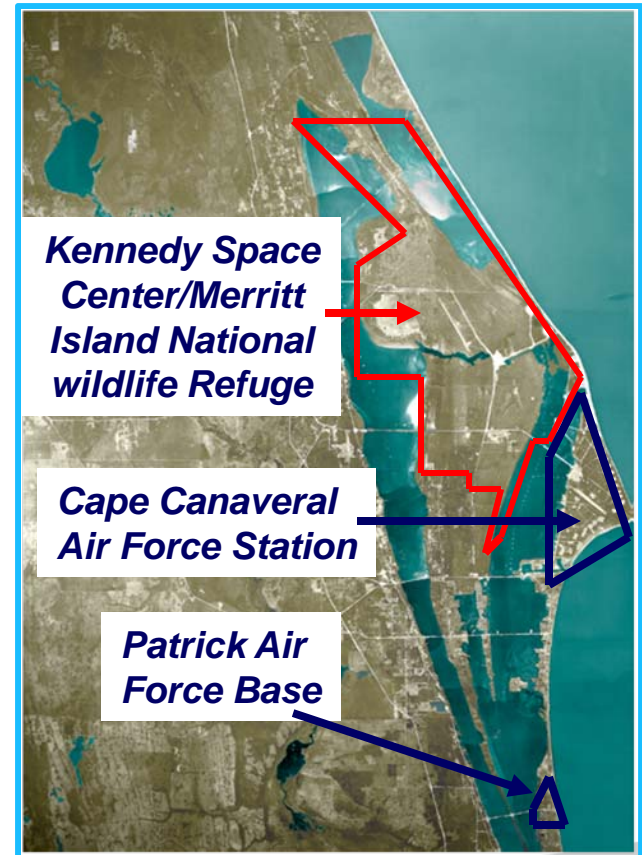 Kennedy Space
Center/Merritt
Island National
wildlife Refuge
Cape Canaveral
Air Force Station
Patrick Air
Force Base